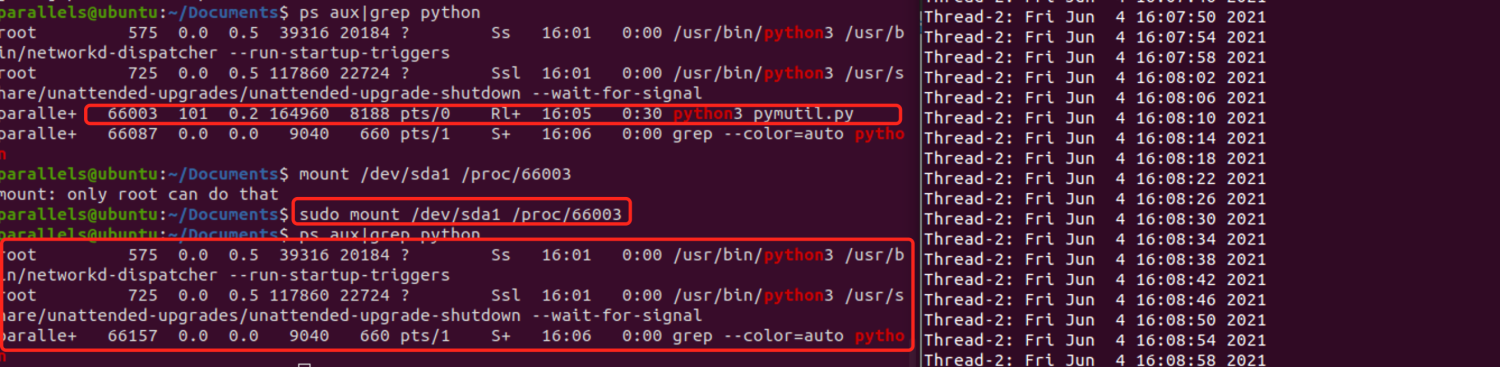 parallels@ubuntu:~/Documents$ ps aux|grep python
root 575 0.0 0.5 39316 20184 ? Ss 16:01 0:00 /usr/bin/python3 /usr/b
in/networkd-dispatcher --run-startup-triggers
root 725 0.0 0.5 117860 22724 ? Ssl 16:01 0:00 /usr/bin/python3 /usr/s
hare/unattended-upgrades/unattended-upgrade-shutdown --wait-for-signal
paralle+ 66003 101 0.2 164960 8188 pts/0 Rl+ 16:05 0:30 python3 pymutil.py
paralle+ 66087 0.0 0.0 9040 660 pts/1 S+ 16:06 0:00 grep --color=auto pytho
n
parallels@ubuntu:~/Documents$ mount /dev/sda1 /proc/66003
mount: only root can do that
parallels@ubuntu:~/Documents$ sudo mount /dev/sda1 /proc/66003
parallels@ubuntu:~/Documents$ ps aux|grep python
root 575 0.0 0.5 39316 20184 ? Ss 16:01 0:00 /usr/bin/python3 /usr/b
in/networkd-dispatcher --run-startup-triggers
root 725 0.0 0.5 117860 22724 ? Ssl 16:01 0:00 /usr/bin/python3 /usr/s
hare/unattended-upgrades/unattended-upgrade-shutdown --wait-for-signal
paralle+ 66157 0.0 0.0 9040 660 pts/1 S+ 16:06 0:00 grep --color=auto pytho
n
Thread-2: Fri Jun 4 16:07:50 2021
Thread-2: Fri Jun 4 16:07:54 2021
Thread-2: Fri Jun 4 16:07:58 2021
Thread-2: Fri Jun 4 16:08:02 2021
Thread-2: Fri Jun 4 16:08:06 2021
Thread-2: Fri Jun 4 16:08:10 2021
Thread-2: Fri Jun 4 16:08:14 2021
Thread-2: Fri Jun 4 16:08:18 2021
Thread-2: Fri Jun 4 16:08:22 2021
Thread-2: Fri Jun 4 16:08:26 2021
Thread-2: Fri Jun 4 16:08:30 2021
Thread-2: Fri Jun 4 16:08:34 2021
Thread-2: Fri Jun 4 16:08:38 2021
Thread-2: Fri Jun 4 16:08:42 2021
Thread-2: Fri Jun 4 16:08:46 2021
Thread-2: Fri Jun 4 16:08:50 2021
Thread-2: Fri Jun 4 16:08:54 2021
Thread-2: Fri Jun 4 16:08:58 2021